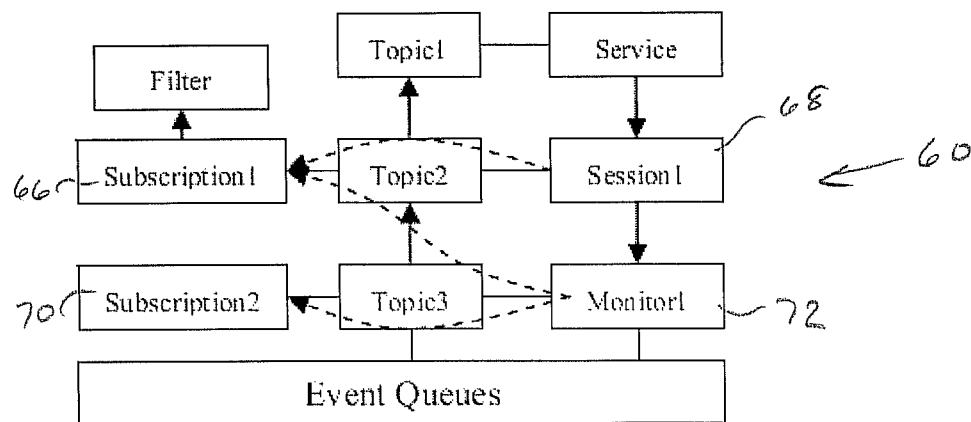 Topic1
Service
Filter
68
Subscription1
Topic2
Session1
60
66
Subscription2
Topic3
Monitor1
70
72
Event Queues